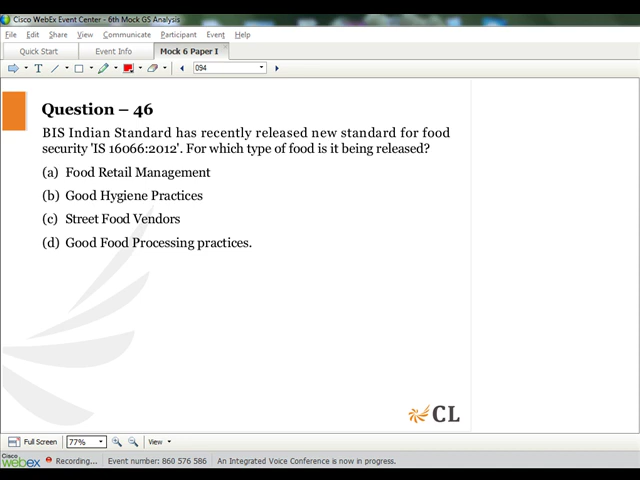 Cisco WebEx Event Center - 6th Mock GS Analysis
File Edit Share View Communicate Participant Event Help
Quick Start Event Info Mock 6 Paper I
T 094
Question – 46
BIS Indian Standard has recently released new standard for food
security 'IS 16066:2012'. For which type of food is it being released?
(a) Food Retail Management
(b) Good Hygiene Practices
(c) Street Food Vendors
(d) Good Food Processing practices.
CL
Full Screen 77% View
Cisco webex Recording... Event number: 860 576 586 An Integrated Voice Conference is now in progress.